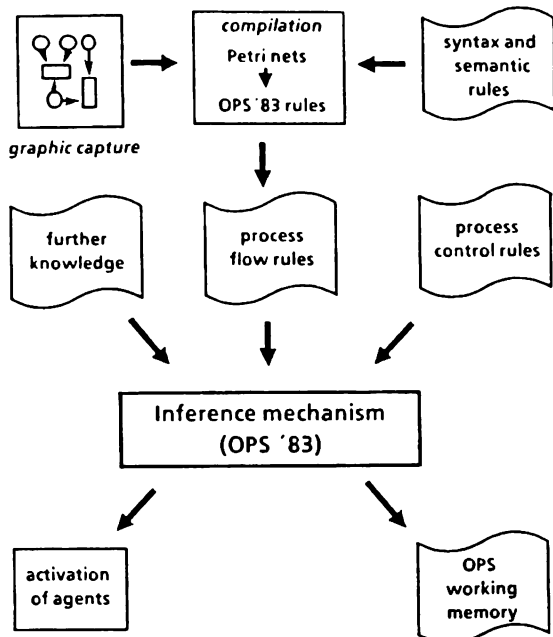 compilation
Petri nets
OPS ´83 rules
syntax and
semantic
rules
graphic capture
further
knowledge
process
flow rules
process
control rules
Inference mechanism
(OPS ´83)
activation
of agents
OPS
working
memory